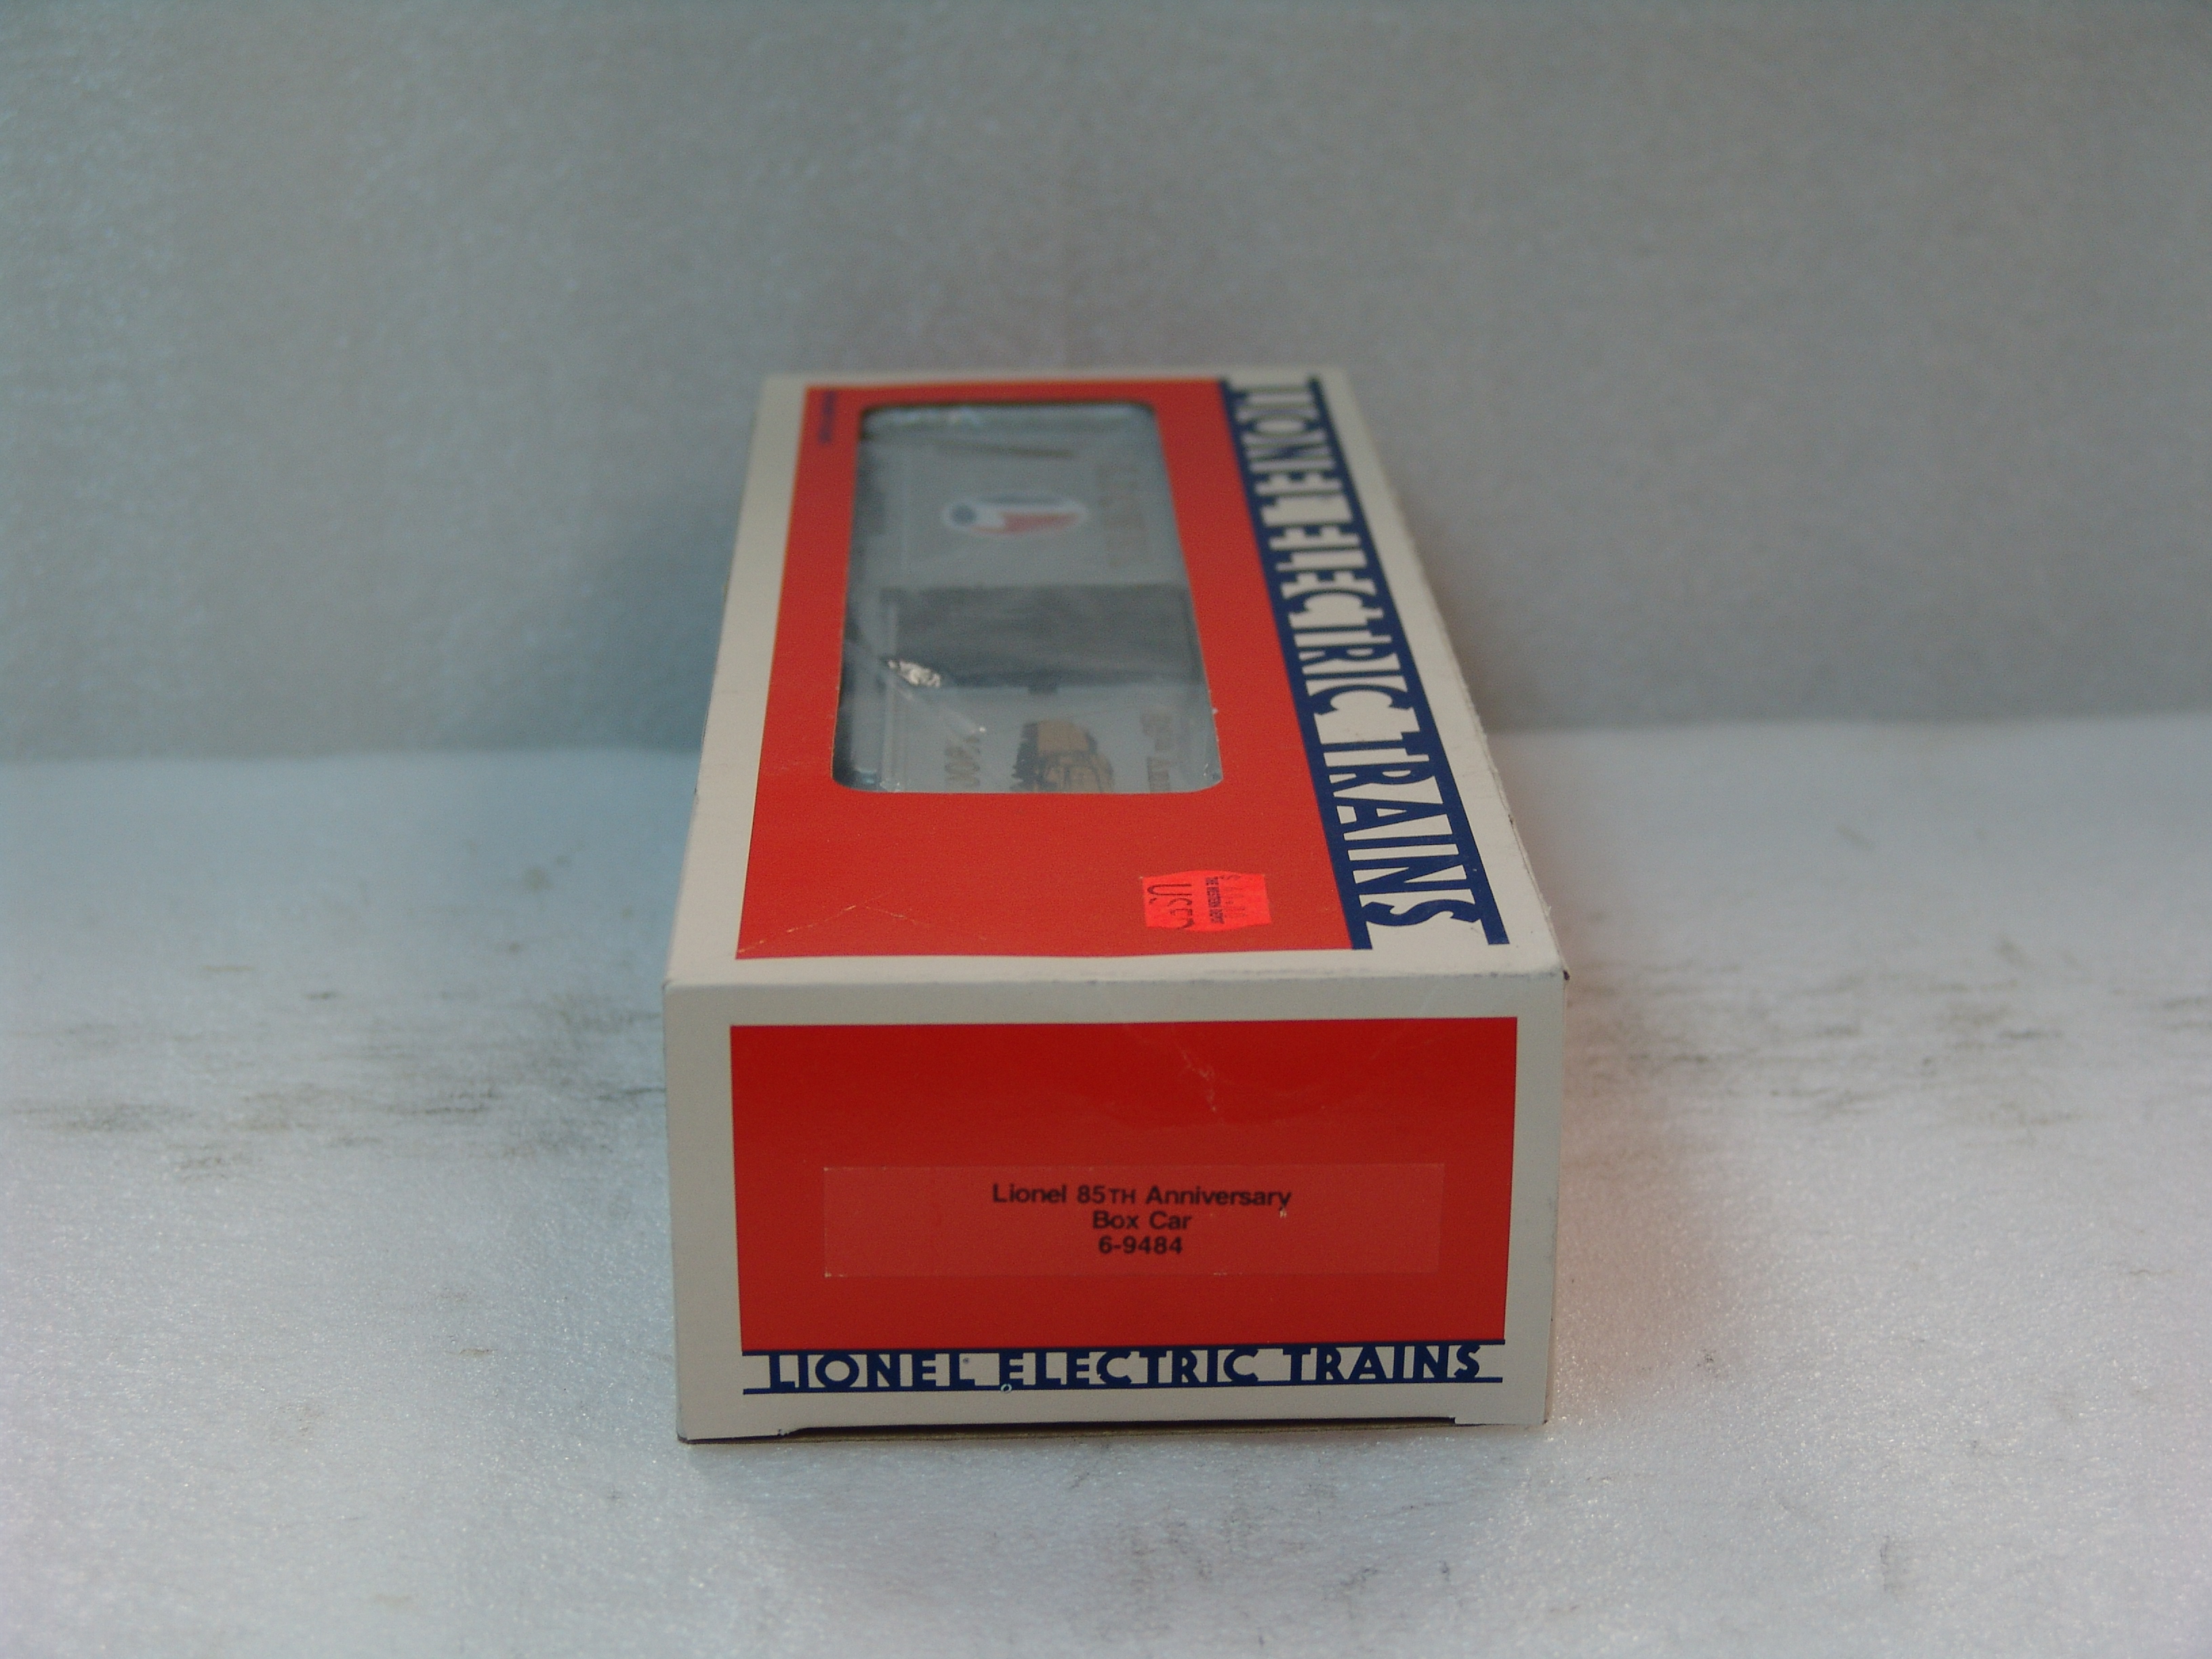 LIONEL ELECTRIC TRAINS
USED
Lionel 85TH Anniversary
Box Car
6-9484
LIONEL ELECTRIC TRAINS